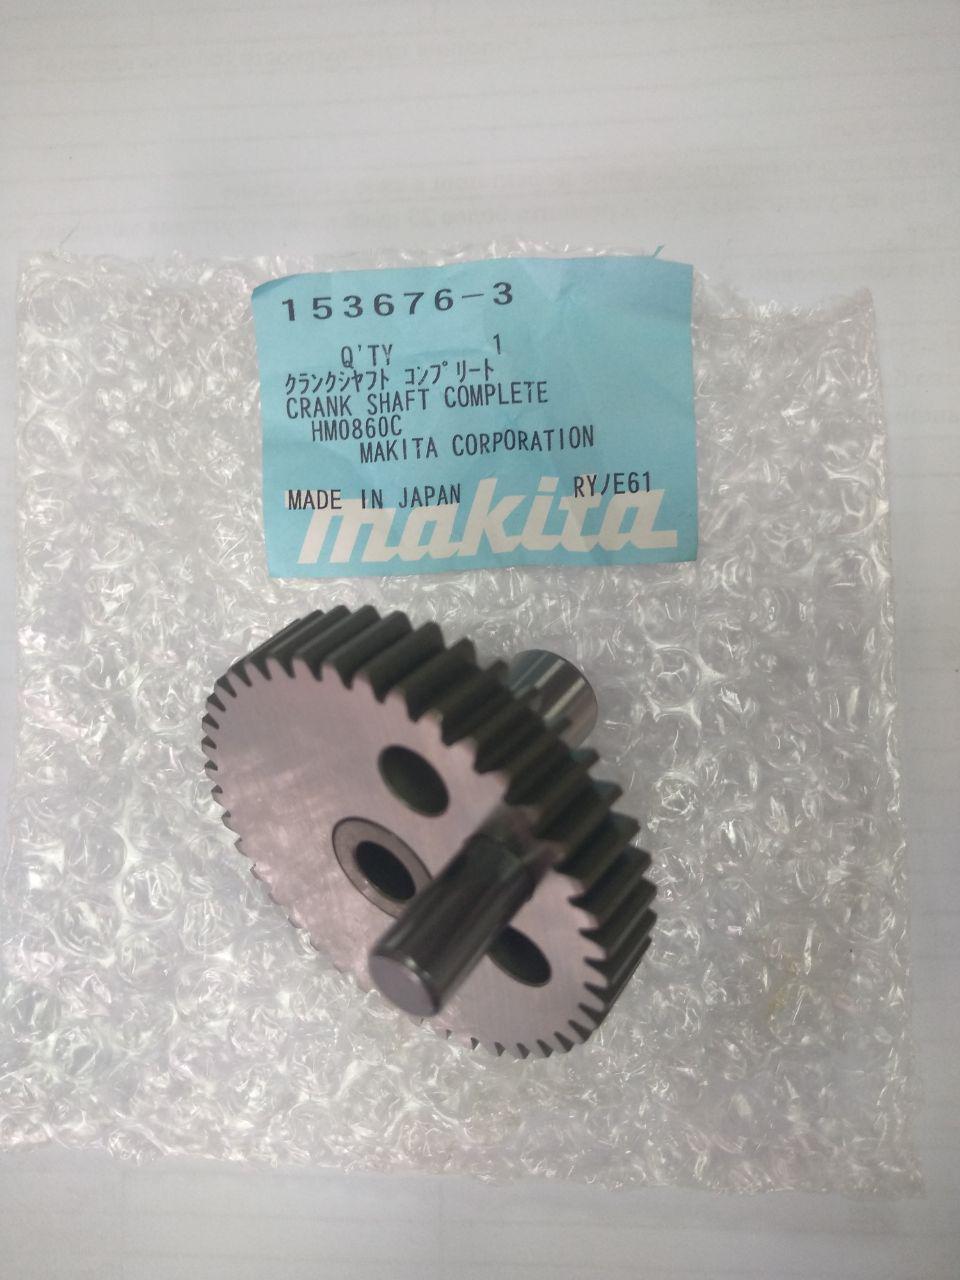 153676-3
Q'TY 1
クランクシャフト コンプリート
CRANK SHAFT COMPLETE
HM0860C
MAKITA CORPORATION
MADE IN JAPAN RY/E61
makita